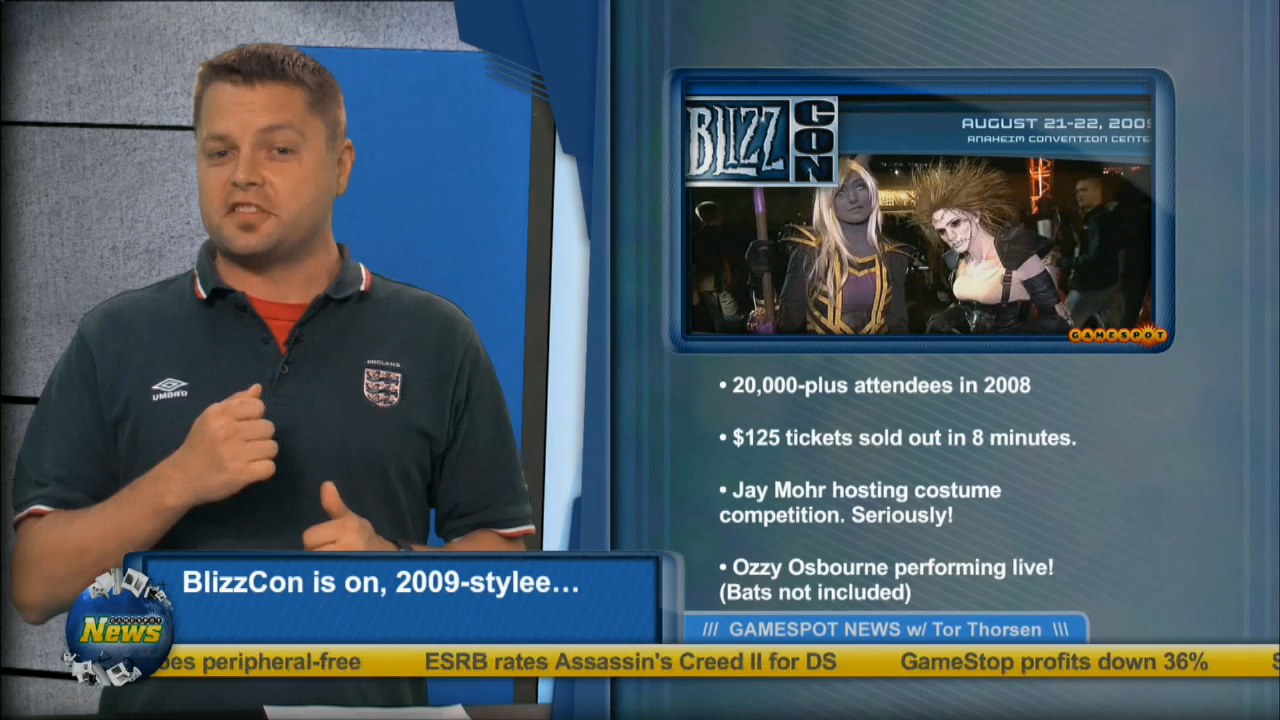 BLIZZ
CON
AUGUST 21-22, 2009
ANAHEIM CONVENTION CENTE
GAMESPOT
• 20,000-plus attendees in 2008
• $125 tickets sold out in 8 minutes.
• Jay Mohr hosting costume
competition. Seriously!
• Ozzy Osbourne performing live!
(Bats not included)
ENGLAND
UMBRO
BlizzCon is on, 2009-stylee…
GAMESPOT
News
/// GAMESPOT NEWS w/ Tor Thorsen \\\
oes peripheral-free
ESRB rates Assassin's Creed II for DS
GameStop profits down 36%
S